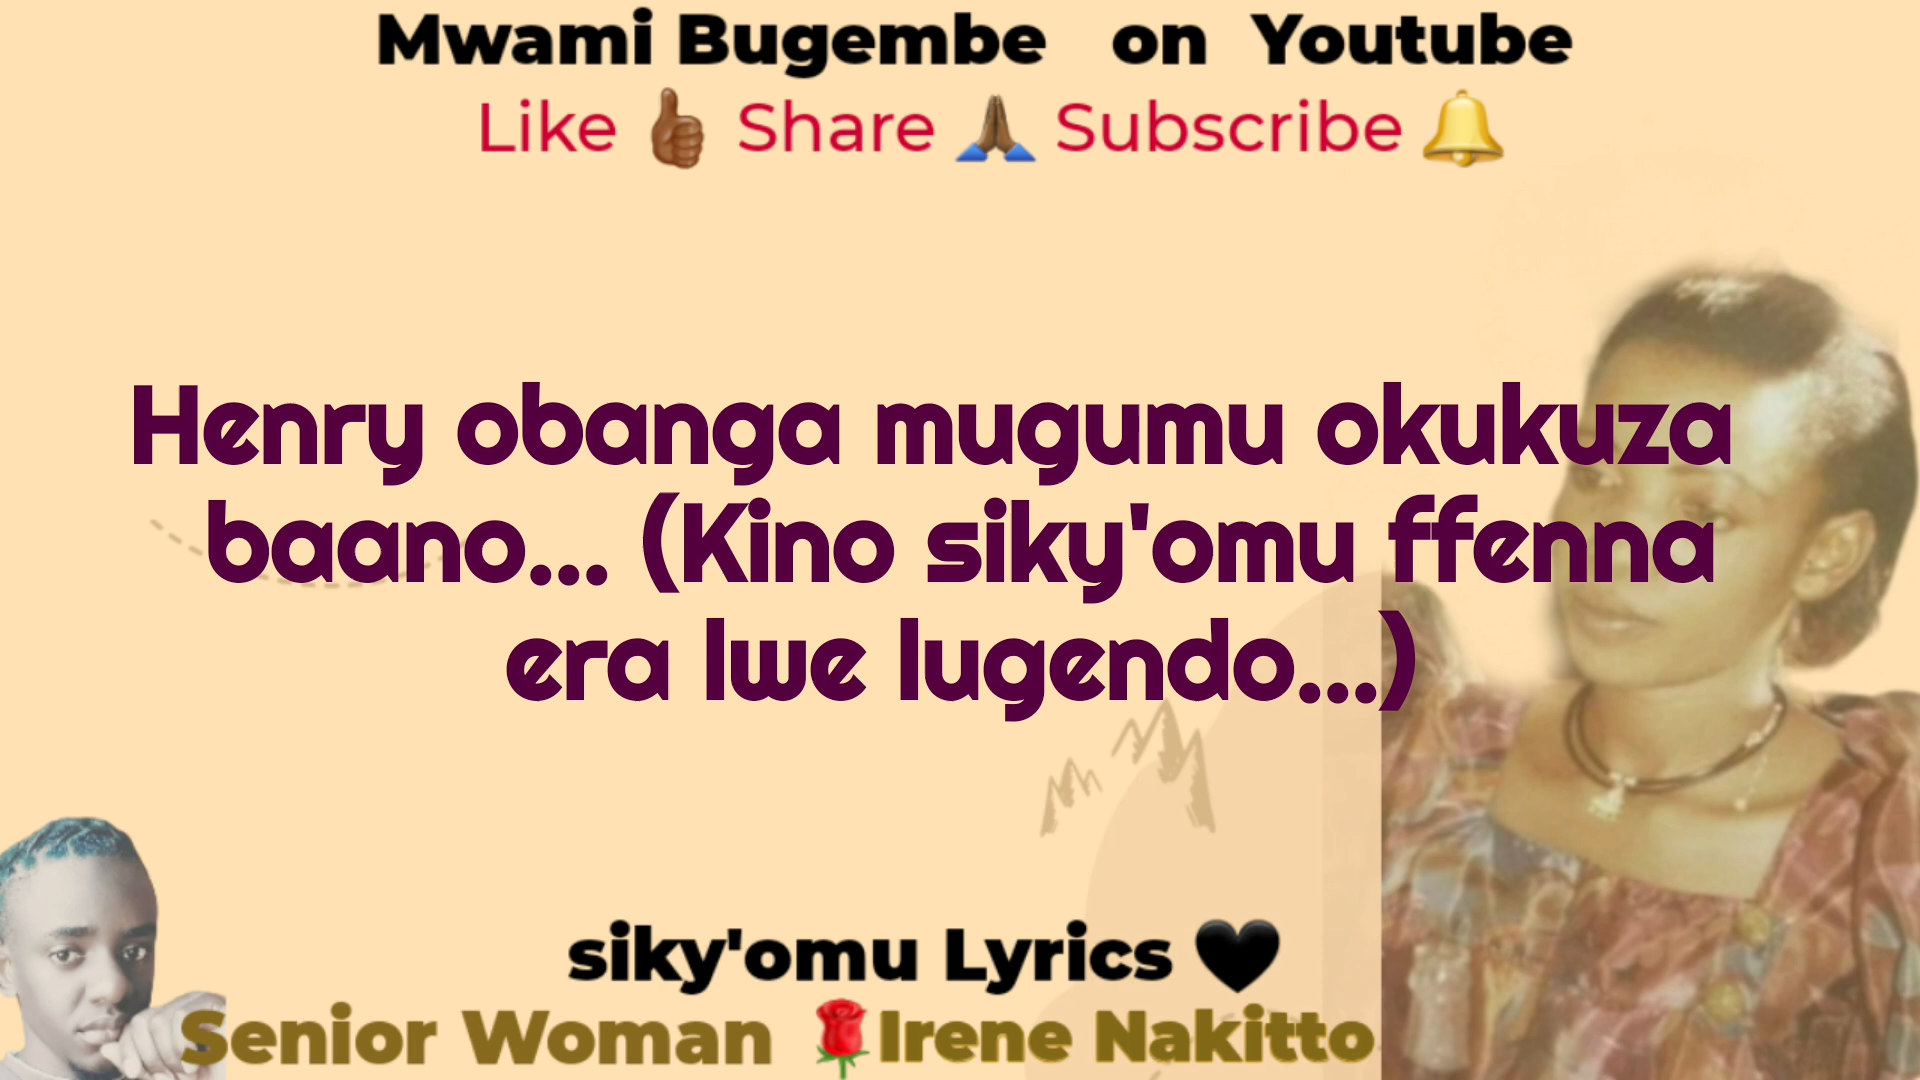 Mwami Bugembe on Youtube
Like 👍🏾 Share 🙏🏾 Subscribe 🔔
Henry obanga mugumu okukuza
baano... (Kino siky'omu ffenna
era lwe lugendo...)
siky'omu Lyrics 🖤
Senior Woman 🌹Irene Nakitto